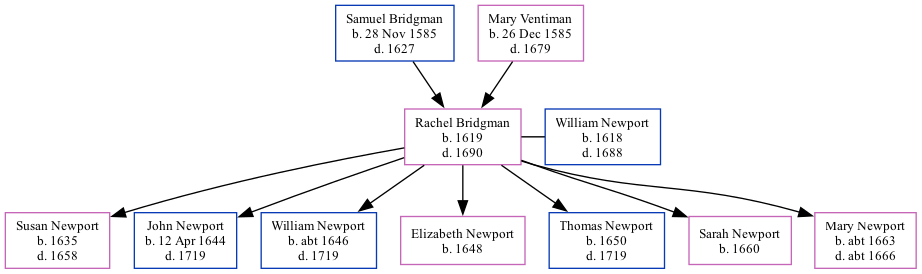 Samuel Bridgman
b. 28 Nov 1585
d. 1627
Mary Ventiman
b. 26 Dec 1585
d. 1679
Rachel Bridgman
b. 1619
d. 1690
William Newport
b. 1618
d. 1688
Susan Newport
b. 1635
d. 1658
John Newport
b. 12 Apr 1644
d. 1719
William Newport
b. abt 1646
d. 1719
Elizabeth Newport
b. 1648
Thomas Newport
b. 1650
d. 1719
Sarah Newport
b. 1660
Mary Newport
b. abt 1663
d. abt 1666